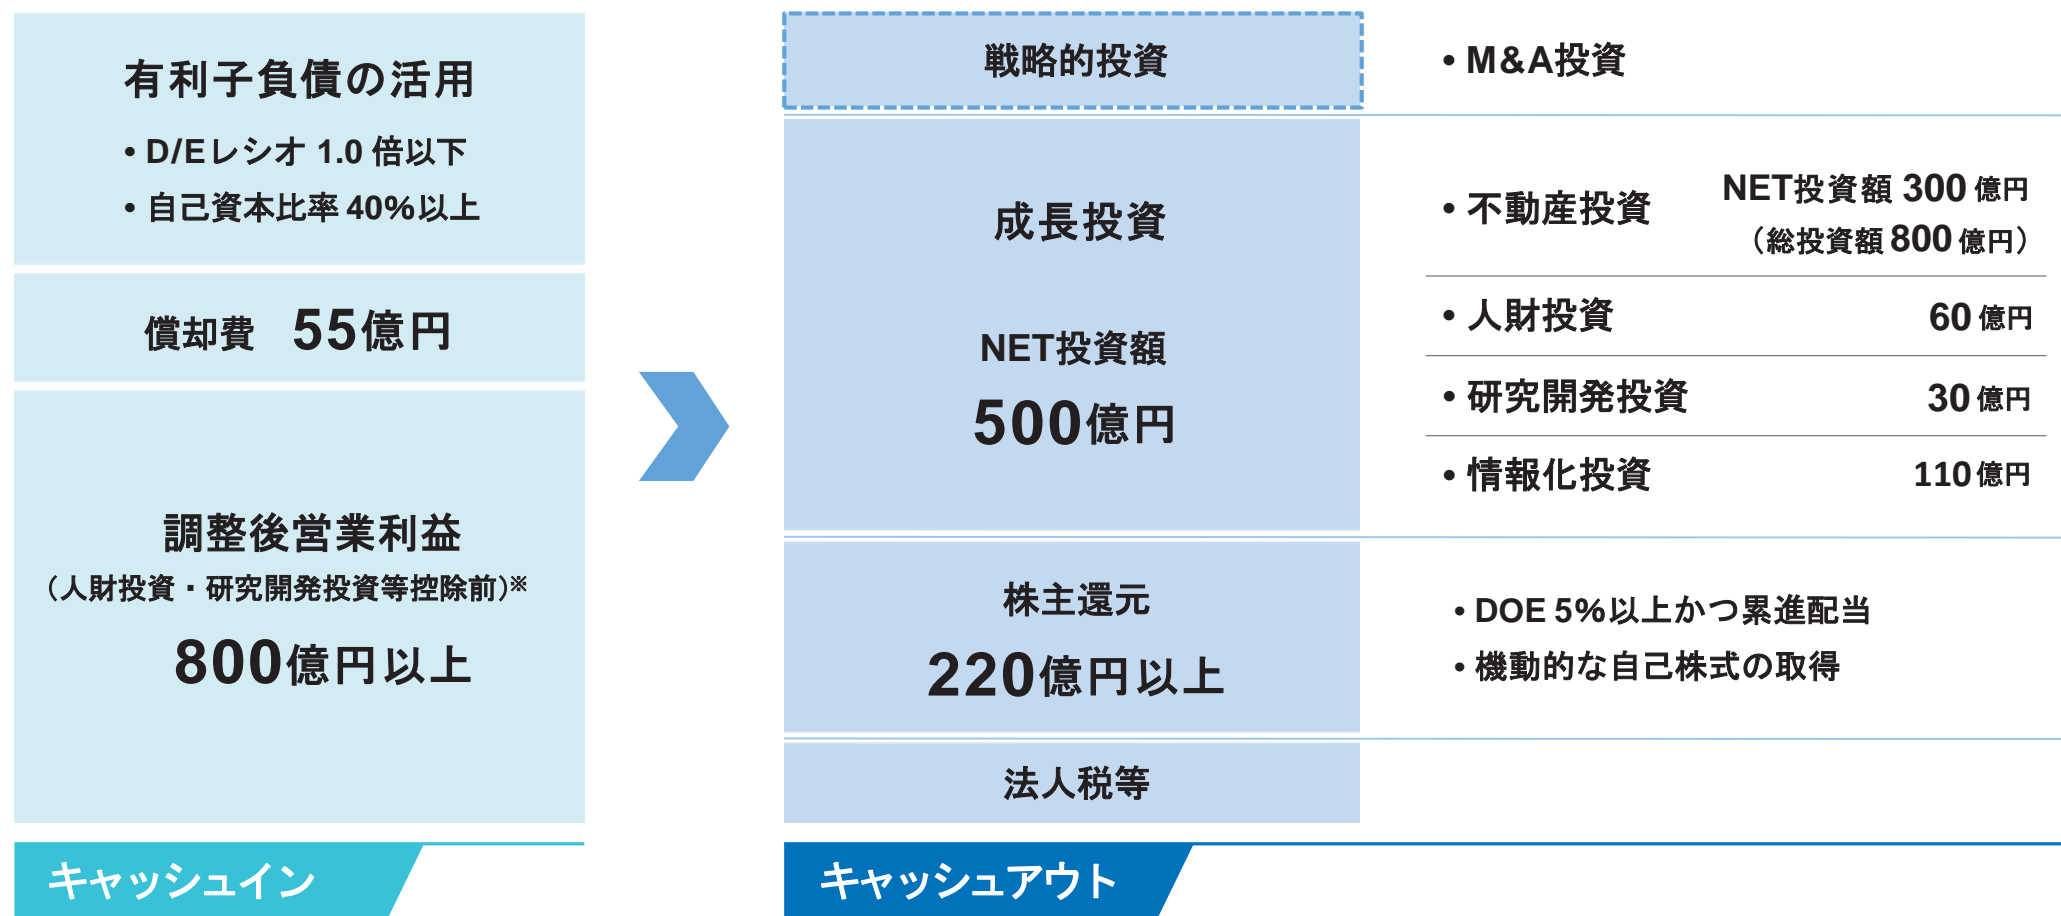 有利子負債の活用
• D/Eレシオ 1.0 倍以下
• 自己資本比率 40%以上
償却費 55億円
調整後営業利益
（人財投資・研究開発投資等控除前）※
800億円以上
キャッシュイン
戦略的投資
• M&A投資
成長投資
NET投資額
500億円
• 不動産投資 NET投資額 300 億円
（総投資額 800 億円）
• 人財投資 60 億円
• 研究開発投資 30 億円
• 情報化投資 110 億円
株主還元
220億円以上
• DOE 5%以上かつ累進配当
• 機動的な自己株式の取得
法人税等
キャッシュアウト